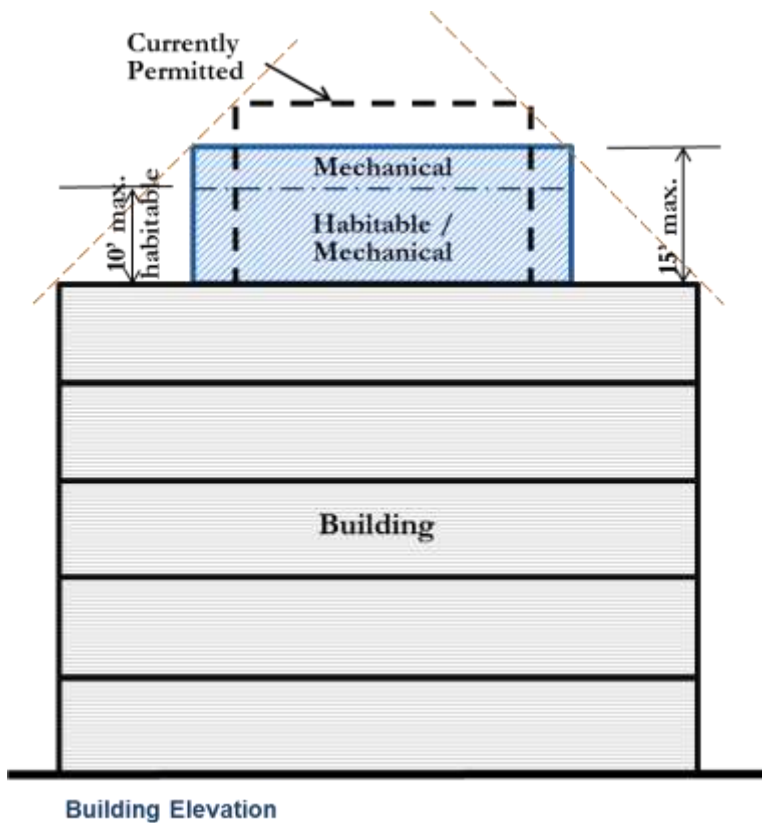 Currently
Permitted
Mechanical
Habitable /
Mechanical
10’ max.
habitable
15’ max.
Building
Building Elevation